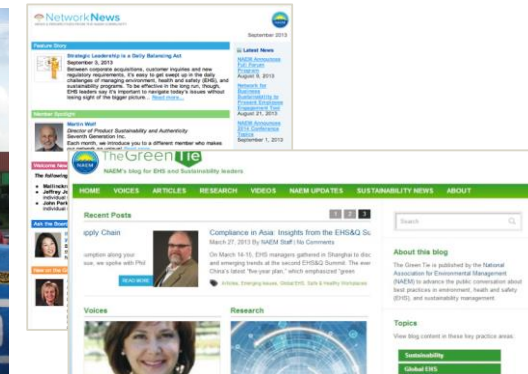 NetworkNews
September 2013
Feature Story
Strategic Leadership is a Daily Balancing Act
September 3, 2013
Between corporate acquisitions, customer inquiries and new
regulatory requirements, it's easy to get swept up in the daily
challenges of managing environment, health and safety (EHS), and
sustainability programs. To be effective in the long run, though,
EHS leaders say it's important to navigate today's issues without
losing sight of the bigger picture... Read more...
Latest News
NAEM Announces
Full Forum
Program
August 9, 2013
Network for
Business
Sustainability to
Present Employee
Engagement Tool
August 21, 2013
NAEM Announces
2014 Conference
Topics
September 1, 2013
Member Spotlight
Martin Wolf
Director of Product Sustainability and Authenticity
Seventh Generation Inc.
Each month, we introduce you to a different member who makes
Welcome New
The following
Ask the Board
The Green Tie
NAEM's blog for EHS and Sustainability leaders
HOME VOICES ARTICLES RESEARCH VIDEOS NAEM UPDATES SUSTAINABILITY NEWS ABOUT
Recent Posts
1 2 3
pply Chain
sumption along your
sue, we spoke with Phil
READ MORE
Compliance in Asia: Insights from the EHS&Q Su
March 27, 2013 By NAEM Staff | No Comments
On March 14-15, EHS managers gathered in Shanghai to disc
and emerging trends at the second EHS&Q Summit. The ever
China's latest "five-year plan," which emphasized "green
Articles, Emerging Issues, Global EHS, Safe & Healthy Workplaces
Voices
Research
Search
About this blog
The Green Tie is published by the National
Association for Environmental Management
(NAEM) to advance the public conversation about
best practices in environment, health and safety
(EHS), and sustainability management
Topics
View blog content in these key practice areas:
Sustainability
Global EHS